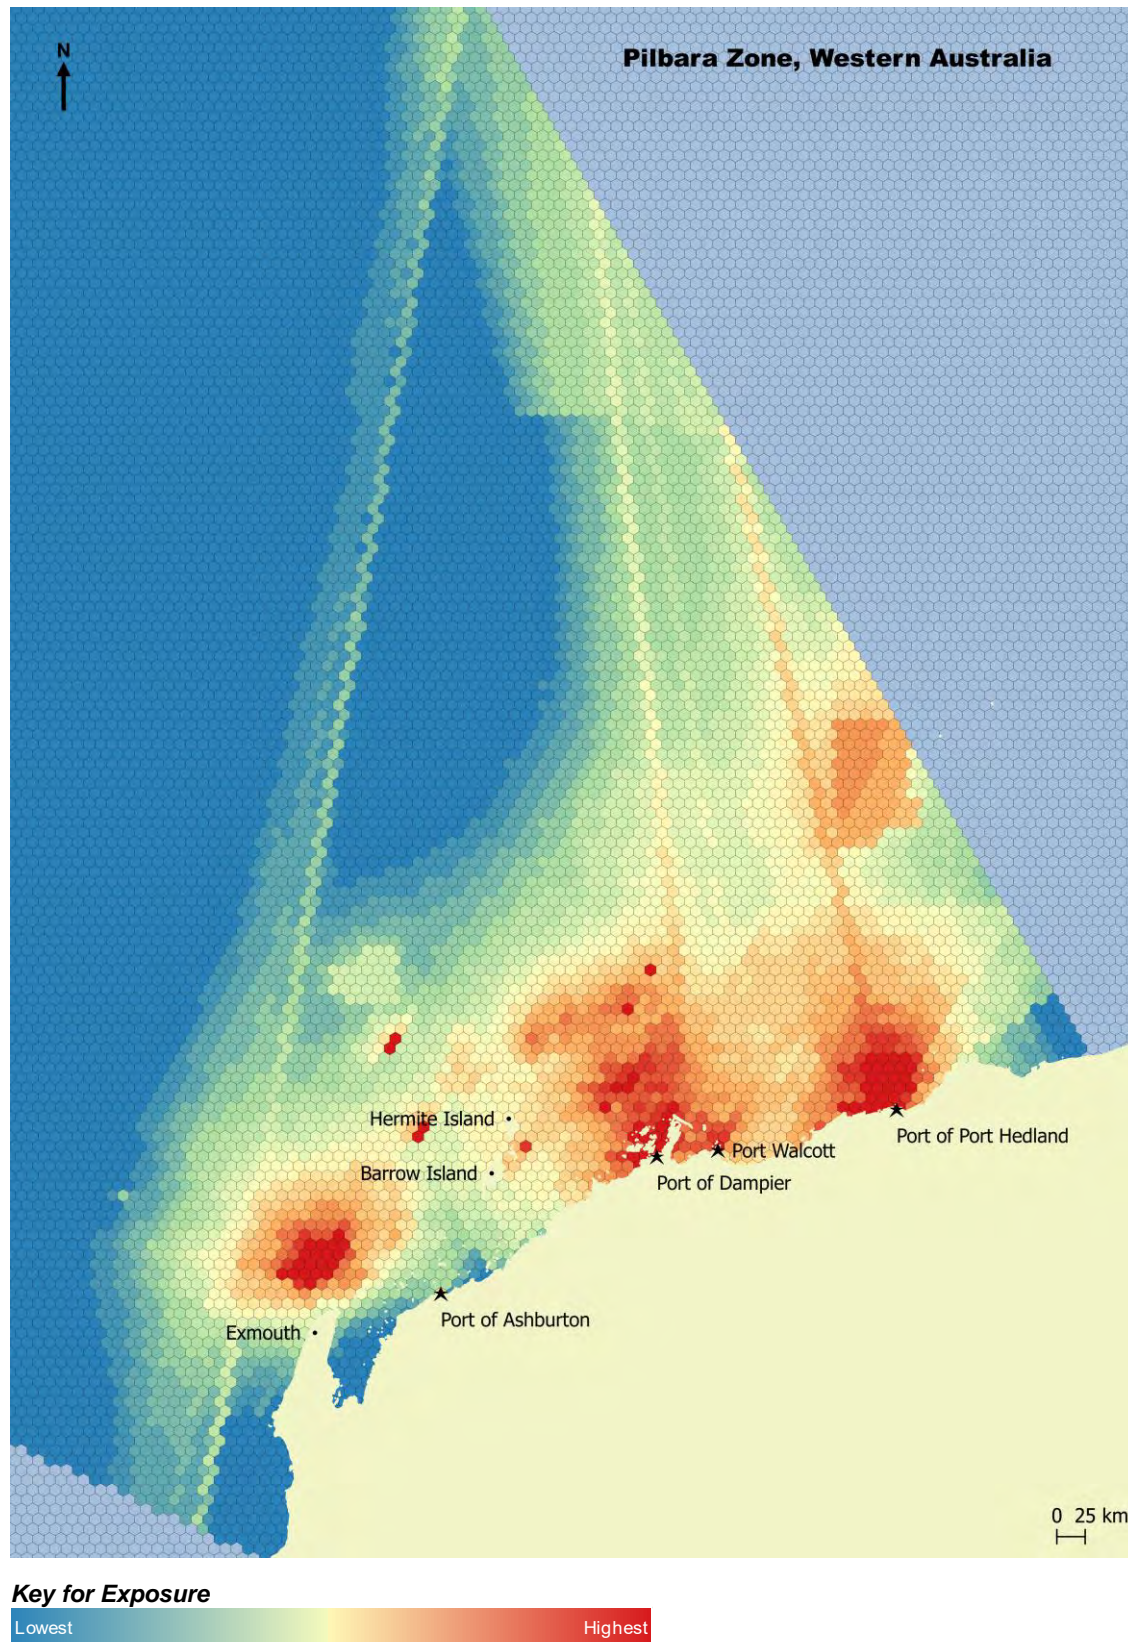 N
Pilbara Zone, Western Australia
Hermite Island
Barrow Island
Port of Port Hedland
Port Walcott
Port of Dampier
Port of Ashburton
Exmouth
0 25 km
Key for Exposure
Lowest Highest